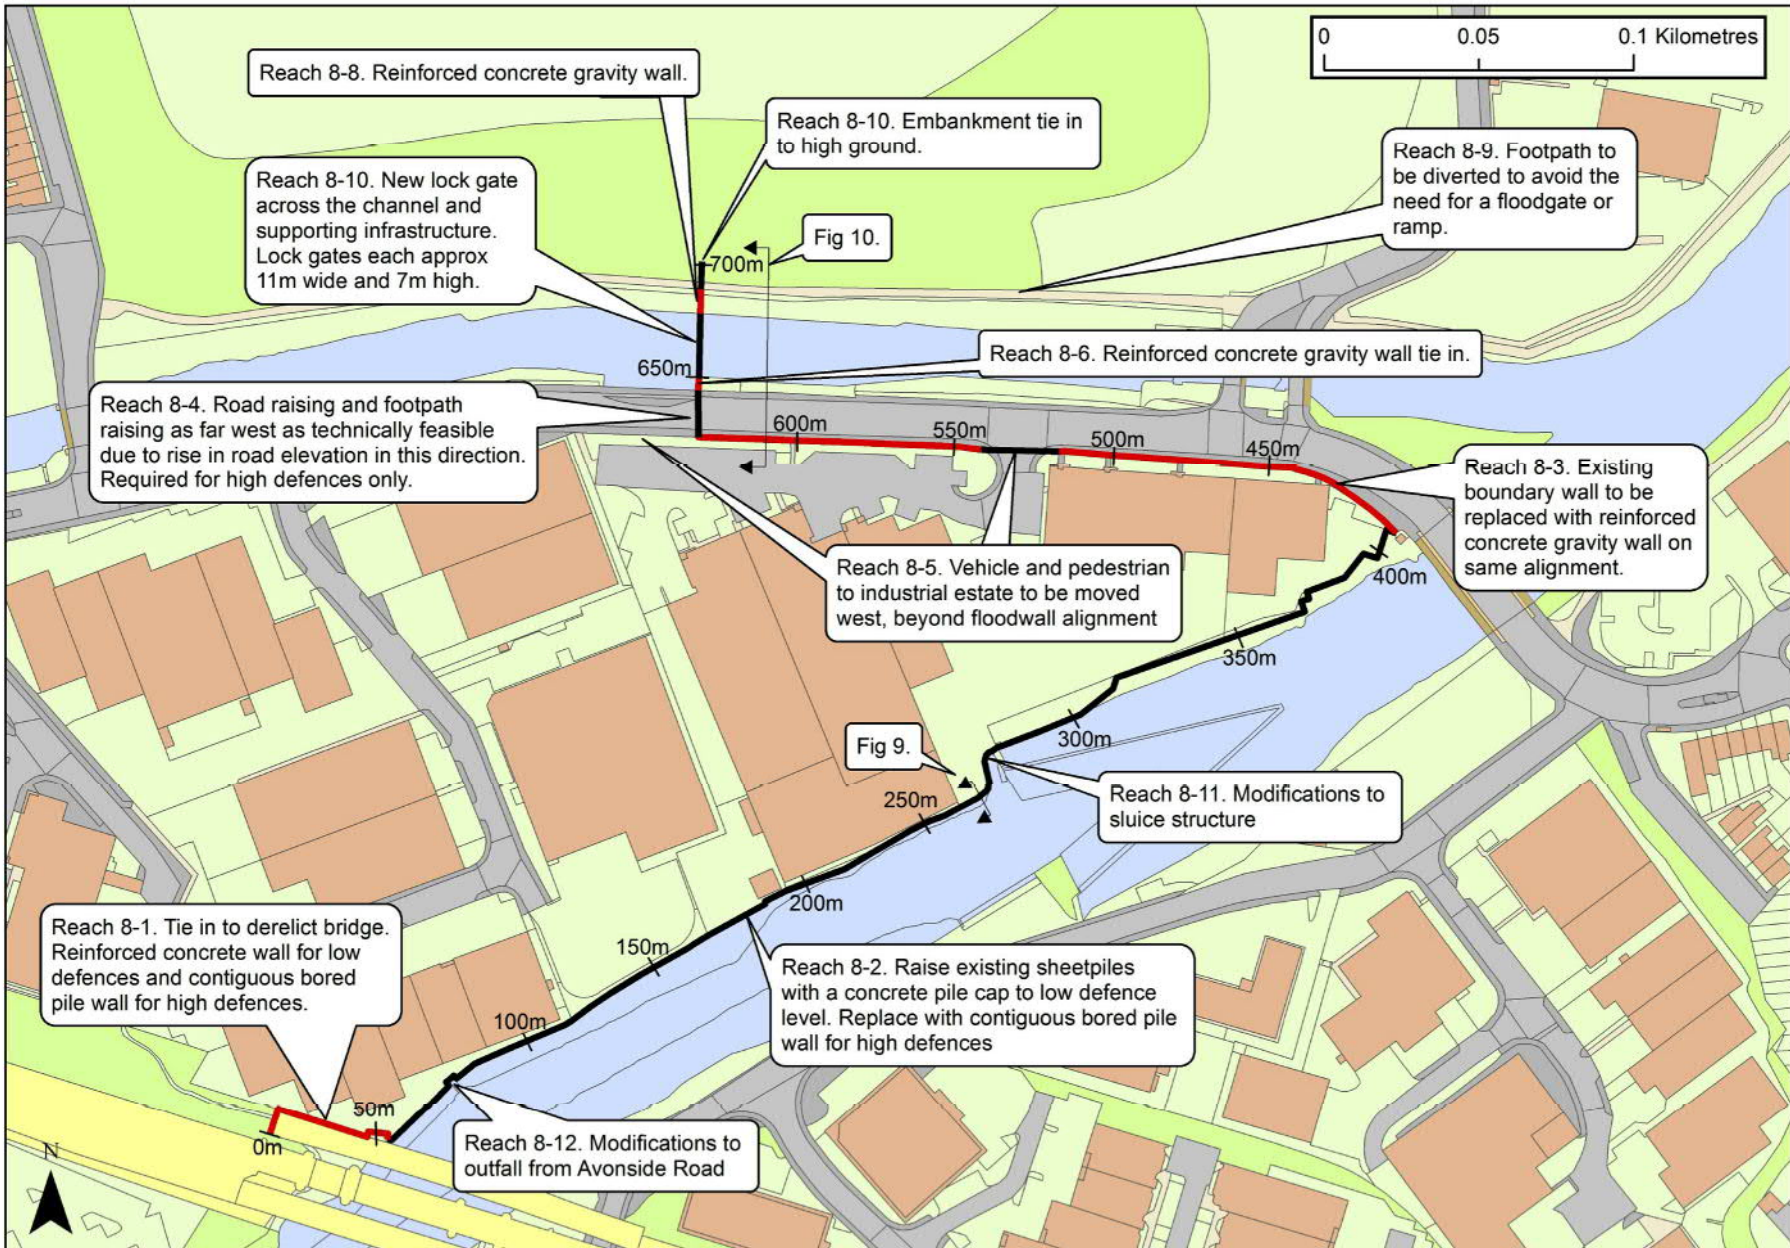 0 0.05 0.1 Kilometres
Reach 8-8. Reinforced concrete gravity wall.
Reach 8-10. Embankment tie in
to high ground.
Reach 8-9. Footpath to
be diverted to avoid the
need for a floodgate or
ramp.
Reach 8-10. New lock gate
across the channel and
supporting infrastructure.
Lock gates each approx
11m wide and 7m high.
Fig 10.
700m
Reach 8-6. Reinforced concrete gravity wall tie in.
650m
Reach 8-4. Road raising and footpath
raising as far west as technically feasible
due to rise in road elevation in this direction.
Required for high defences only.
600m
550m
500m
450m
Reach 8-3. Existing
boundary wall to be
replaced with reinforced
concrete gravity wall on
same alignment.
Reach 8-5. Vehicle and pedestrian
to industrial estate to be moved
west, beyond floodwall alignment
400m
350m
300m
Fig 9.
250m
Reach 8-11. Modifications to
sluice structure
200m
150m
Reach 8-1. Tie in to derelict bridge.
Reinforced concrete wall for low
defences and contiguous bored
pile wall for high defences.
Reach 8-2. Raise existing sheetpiles
with a concrete pile cap to low defence
level. Replace with contiguous bored pile
wall for high defences
100m
50m
0m
Reach 8-12. Modifications to
outfall from Avonside Road
N